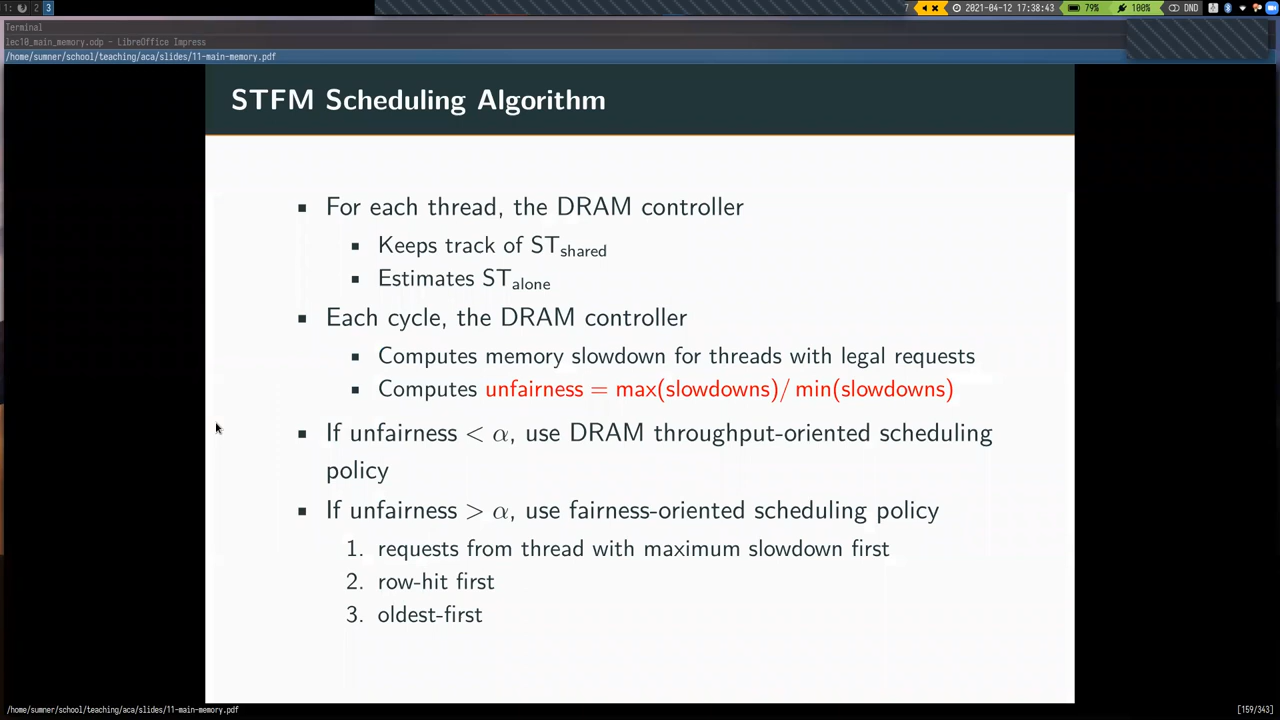 1: 2 3 7 2021-04-12 17:38:43 79% 100% DND
Terminal
lec10_main_memory.odp – LibreOffice Impress
/home/sumner/school/teaching/aca/slides/11-main-memory.pdf
STFM Scheduling Algorithm
▪ For each thread, the DRAM controller
▪ Keeps track of ST_shared
▪ Estimates ST_alone
▪ Each cycle, the DRAM controller
▪ Computes memory slowdown for threads with legal requests
▪ Computes unfairness = max(slowdowns)/ min(slowdowns)
▪ If unfairness < α, use DRAM throughput-oriented scheduling
policy
▪ If unfairness > α, use fairness-oriented scheduling policy
1. requests from thread with maximum slowdown first
2. row-hit first
3. oldest-first
/home/sumner/school/teaching/aca/slides/11-main-memory.pdf [159/343]